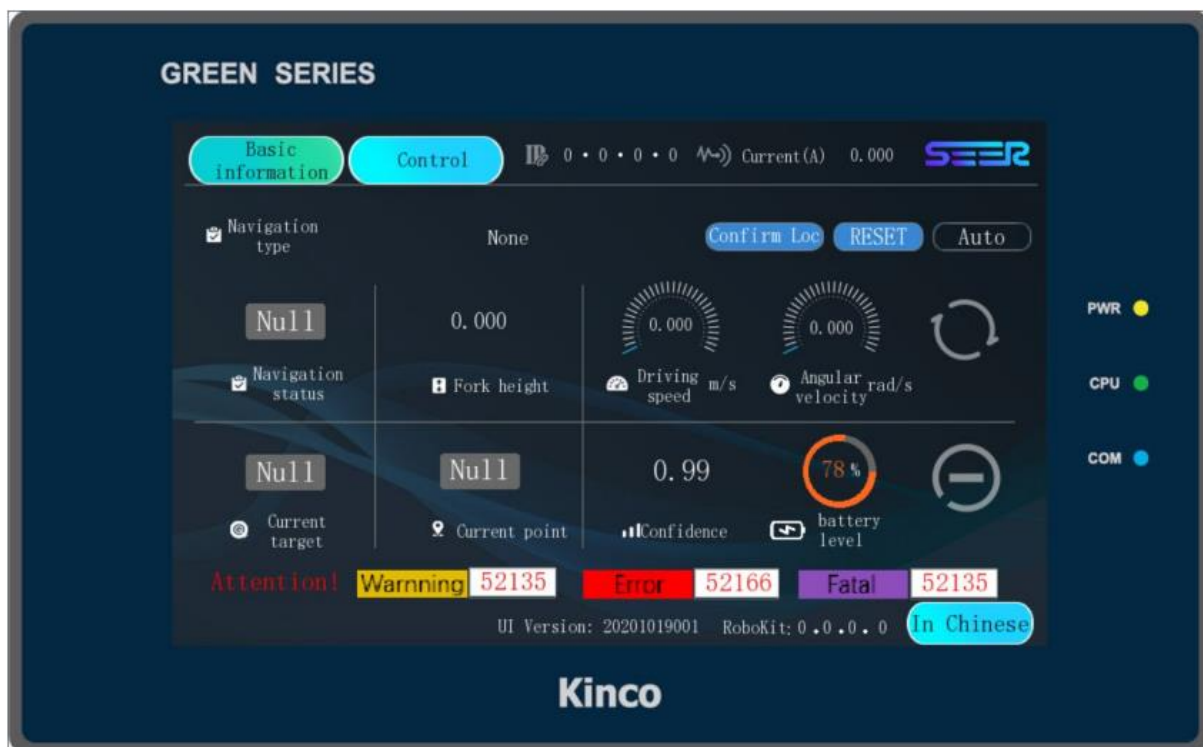 GREEN SERIES
Basic information
Control
0 • 0 • 0 • 0
Current(A) 0.000
SEER
Navigation type
None
Confirm Loc
RESET
Auto
Null
0.000
0.000
0.000
PWR
Navigation status
Fork height
Driving speed m/s
Angular velocity rad/s
CPU
Null
Null
0.99
78 %
COM
Current target
Current point
Confidence
battery level
Attention!
Warnning 52135
Error 52166
Fatal 52135
UI Version: 20201019001
RoboKit: 0 . 0 . 0 . 0
In Chinese
Kinco